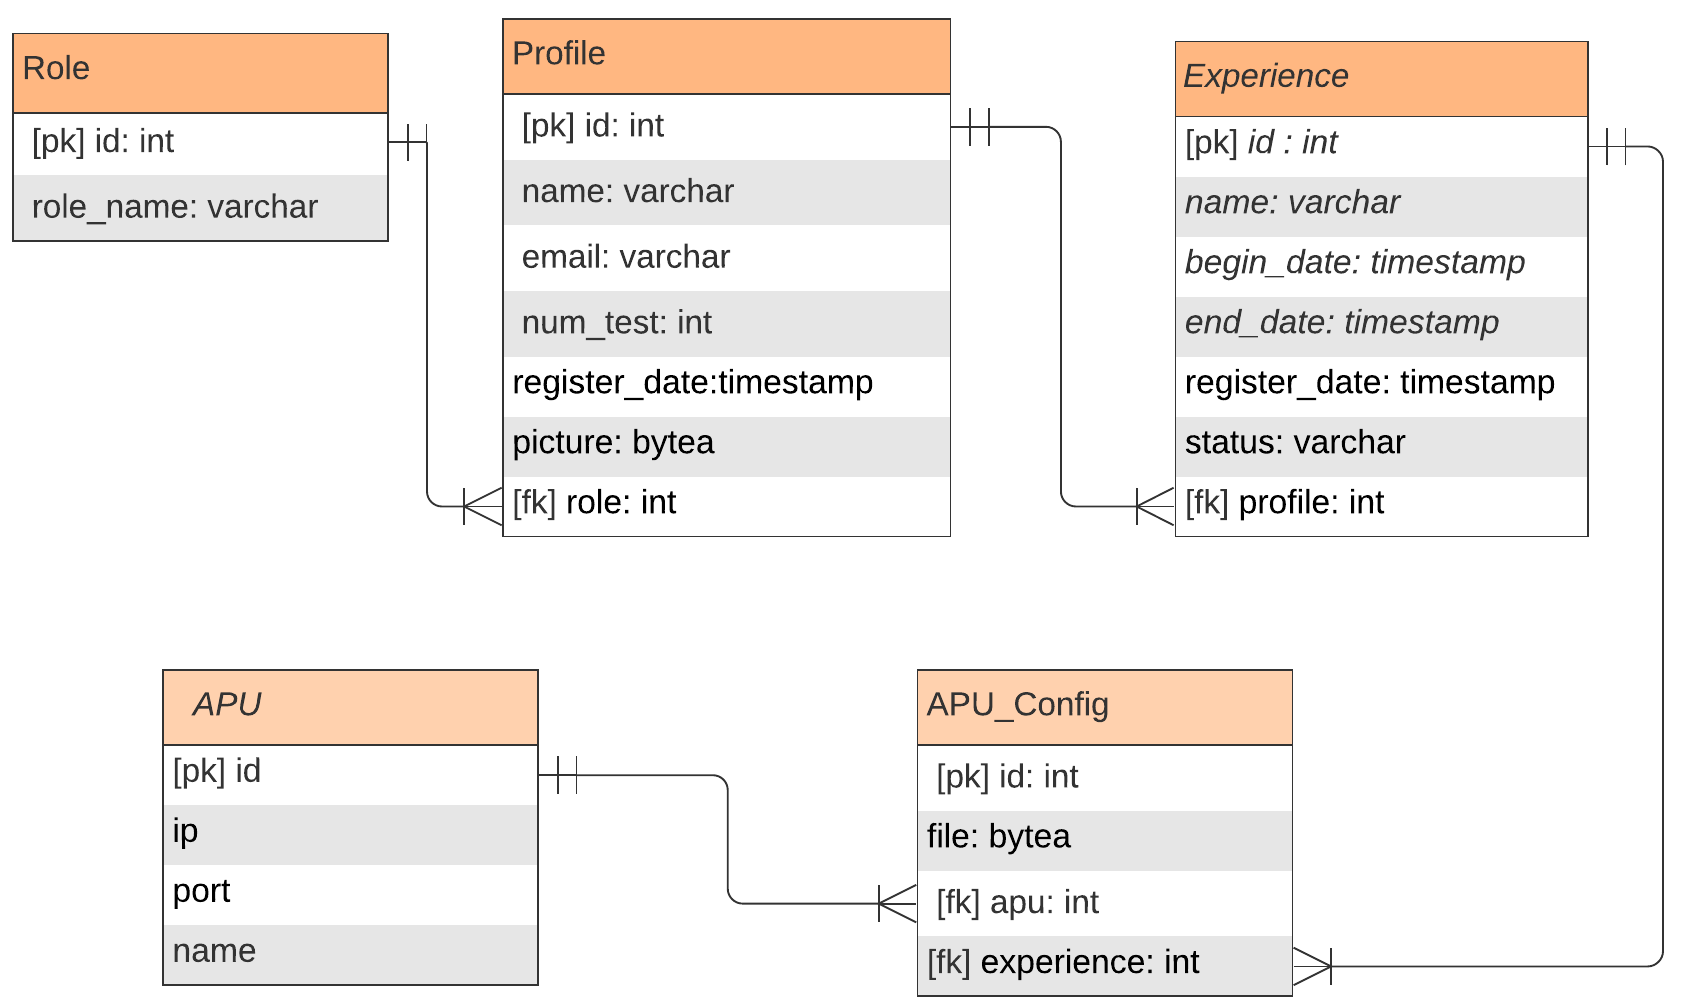 Role
[pk] id: int
role_name: varchar
Profile
[pk] id: int
name: varchar
email: varchar
num_test: int
register_date:timestamp
picture: bytea
[fk] role: int
Experience
[pk] id : int
name: varchar
begin_date: timestamp
end_date: timestamp
register_date: timestamp
status: varchar
[fk] profile: int
APU
[pk] id
ip
port
name
APU_Config
[pk] id: int
file: bytea
[fk] apu: int
[fk] experience: int